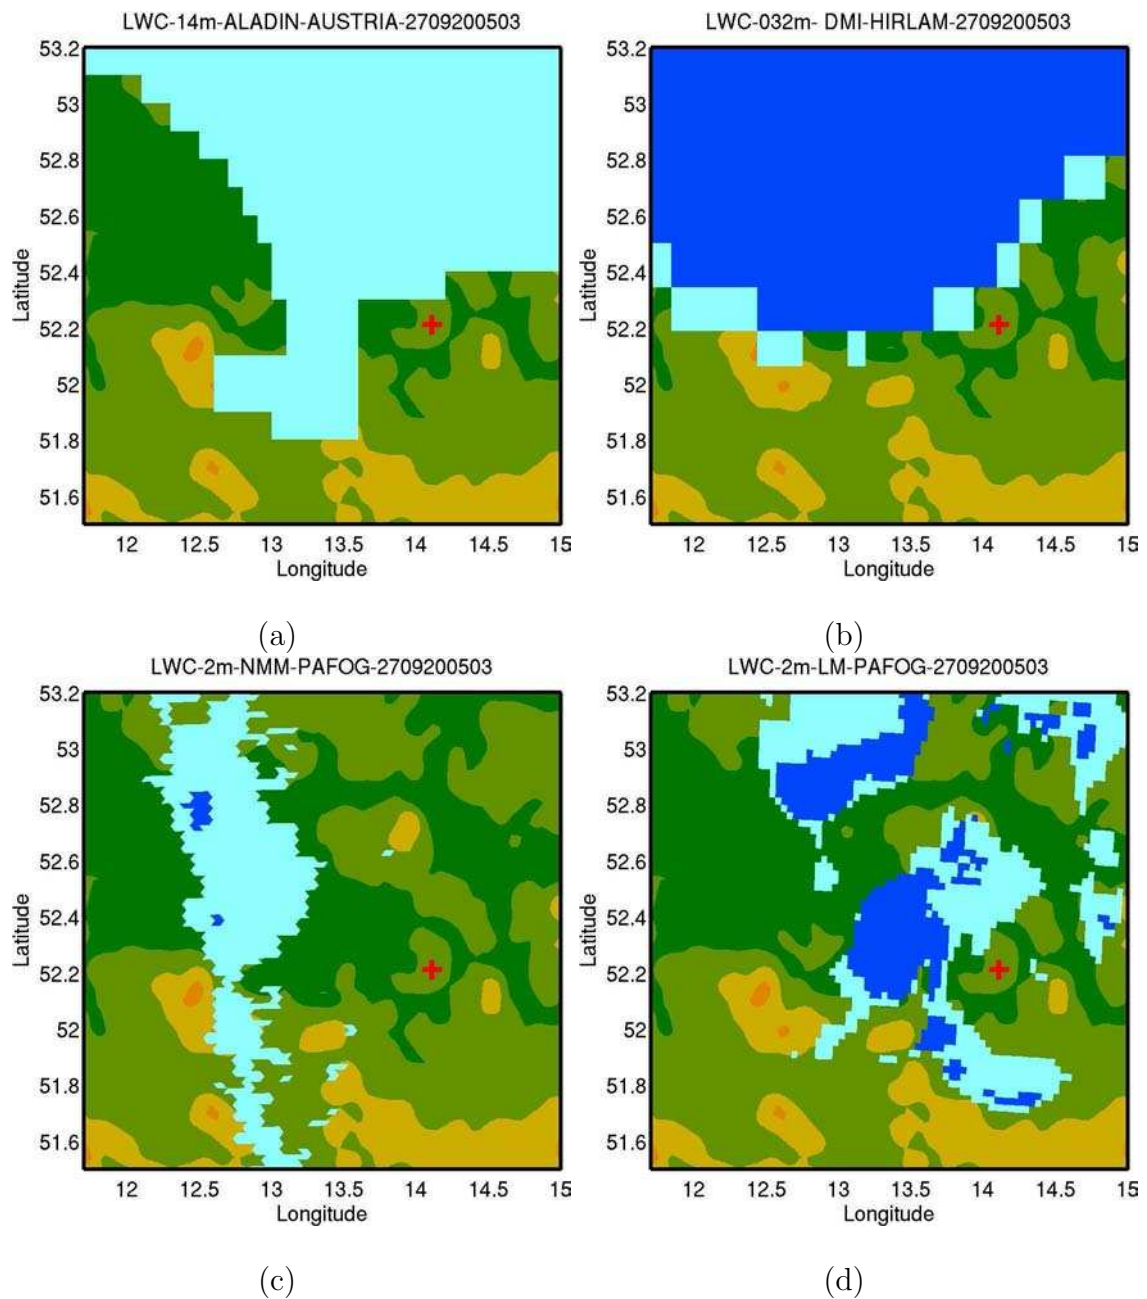 LWC-14m-ALADIN-AUSTRIA-2709200503
53.2
53
52.8
52.6
52.4
52.2
52
51.8
51.6
Latitude
12 12.5 13 13.5 14 14.5 15
Longitude
(a)
LWC-032m- DMI-HIRLAM-2709200503
53.2
53
52.8
52.6
52.4
52.2
52
51.8
51.6
Latitude
12 12.5 13 13.5 14 14.5 15
Longitude
(b)
LWC-2m-NMM-PAFOG-2709200503
53.2
53
52.8
52.6
52.4
52.2
52
51.8
51.6
Latitude
12 12.5 13 13.5 14 14.5 15
Longitude
(c)
LWC-2m-LM-PAFOG-2709200503
53.2
53
52.8
52.6
52.4
52.2
52
51.8
51.6
Latitude
12 12.5 13 13.5 14 14.5 15
Longitude
(d)